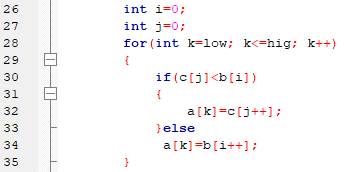 26 int i=0;
27 int j=0;
28 for(int k=low; k<=hig; k++)
29 {
30 if(c[j]<b[i])
31 {
32 a[k]=c[j++];
33 }else
34 a[k]=b[i++];
35 }